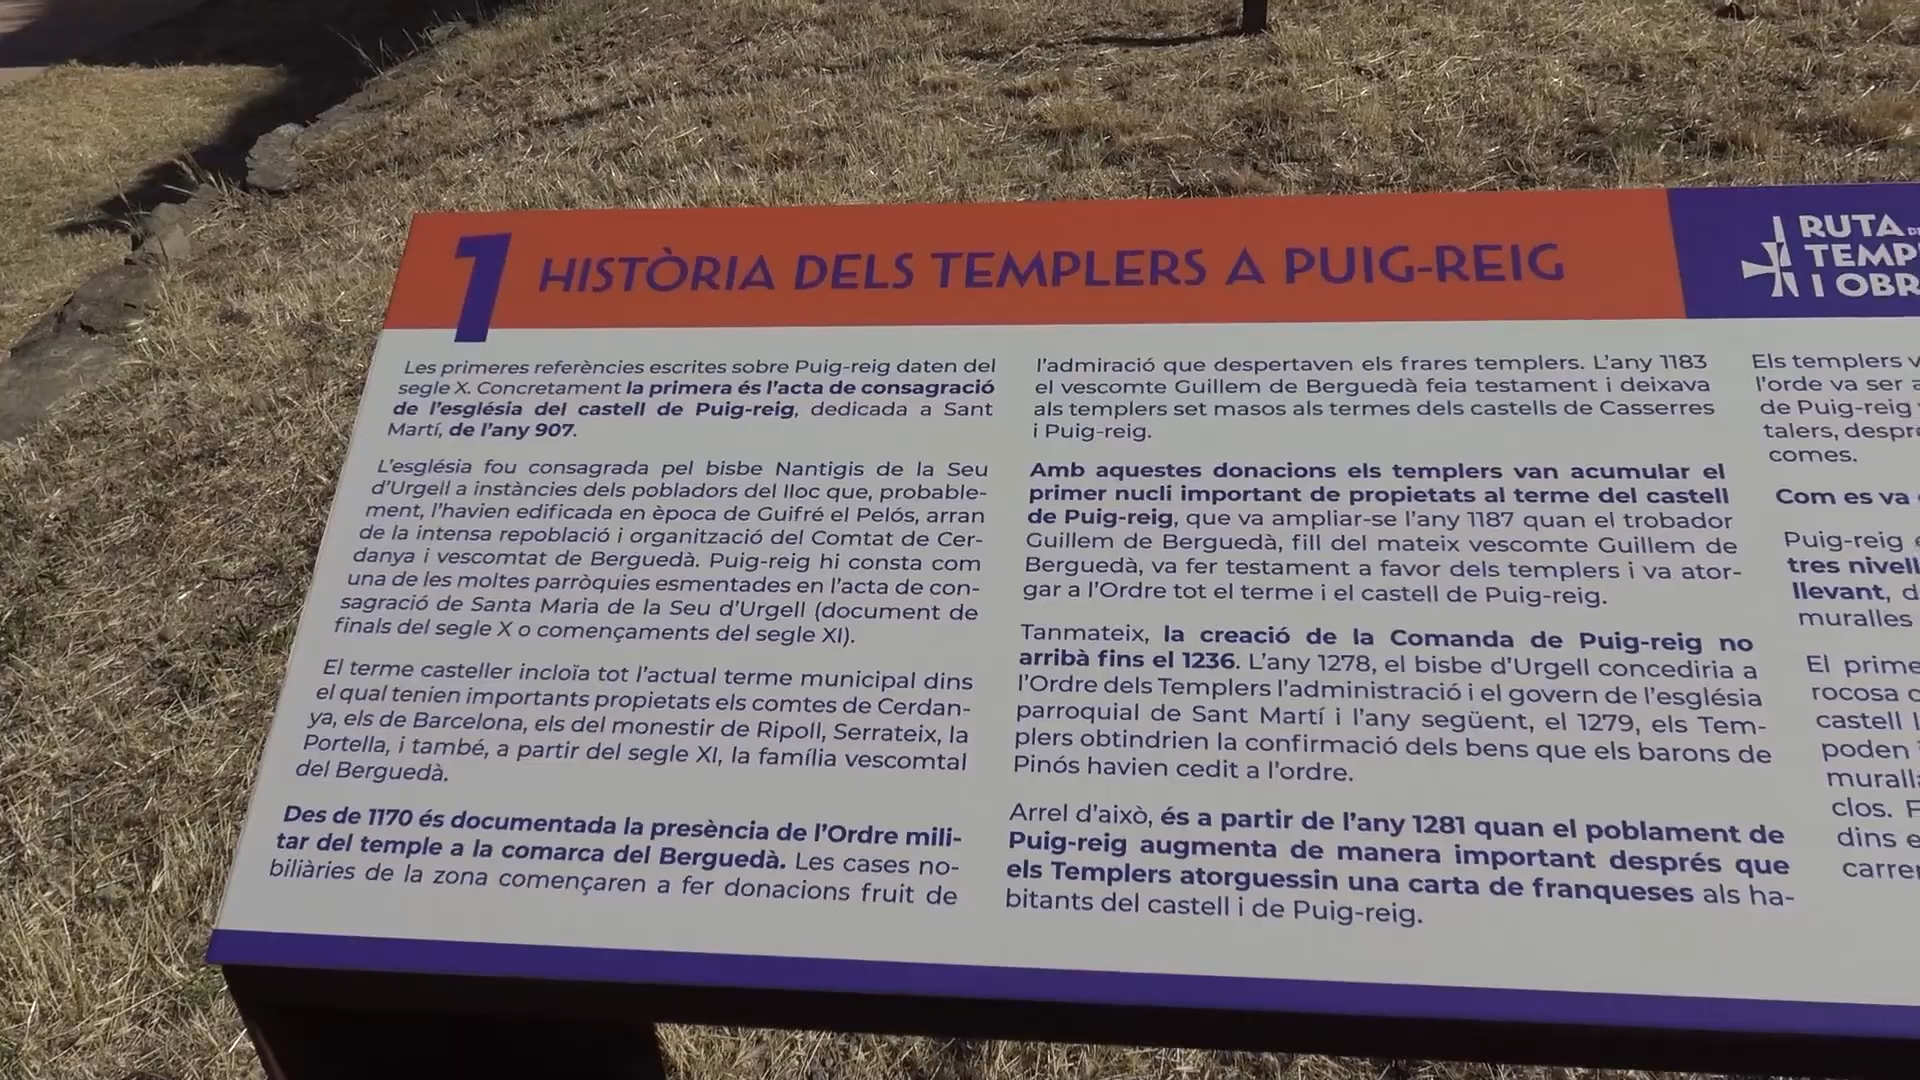 1 HISTÒRIA DELS TEMPLERS A PUIG-REIG
RUTA
I
Les primeres referències escrites sobre Puig-reig daten del
segle X. Concretament la primera és l'acta de consagració
de l'església del castell de Puig-reig, dedicada a Sant
Martí, de l'any 907.
L'església fou consagrada pel bisbe Nantigis de la Seu
d'Urgell a instàncies dels pobladors del lloc que, probable-
ment, l'havien edificada en època de Guifré el Pelós, arran
de la intensa repoblació i organització del Comtat de Cer-
danya i vescomtat de Berguedà. Puig-reig hi consta com
una de les moltes parròquies esmentades en l'acta de con-
sagració de Santa Maria de la Seu d'Urgell (document de
finals del segle X o començaments del segle XI).
El terme casteller incloïa tot l'actual terme municipal dins
el qual tenien importants propietats els comtes de Cerdan-
ya, els de Barcelona, els del monestir de Ripoll, Serrateix, la
Portella, i també, a partir del segle XI, la família vescomtal
del Berguedà.
Des de 1170 és documentada la presència de l'Ordre mili-
tar del temple a la comarca del Berguedà. Les cases no-
biliàries de la zona començaren a fer donacions fruit de
l'admiració que despertaven els frares templers. L'any 1183
el vescomte Guillem de Berguedà feia testament i deixava
als templers set masos als termes dels castells de Casserres
i Puig-reig.
Amb aquestes donacions els templers van acumular el
primer nucli important de propietats al terme del castell
de Puig-reig, que va ampliar-se l'any 1187 quan el trobador
Guillem de Berguedà, fill del mateix vescomte Guillem de
Berguedà, va fer testament a favor dels templers i va ator-
gar a l'Ordre tot el terme i el castell de Puig-reig.
Tanmateix, la creació de la Comanda de Puig-reig no
arribà fins el 1236. L'any 1278, el bisbe d'Urgell concediria a
l'Ordre dels Templers l'administració i el govern de l'església
parroquial de Sant Martí i l'any següent, el 1279, els Tem-
plers obtindrien la confirmació dels bens que els barons de
Pinós havien cedit a l'ordre.
Arrel d'això, és a partir de l'any 1281 quan el poblament de
Puig-reig augmenta de manera important després que
els Templers atorguessin una carta de franqueses als ha-
bitants del castell i de Puig-reig.
Els templers
l'orde va ser
de Puig-reig
talers,
comes.
Com es va
Puig-reig
tres
llevant,
muralles
El
rocosa
castell
poden
clos.
dins